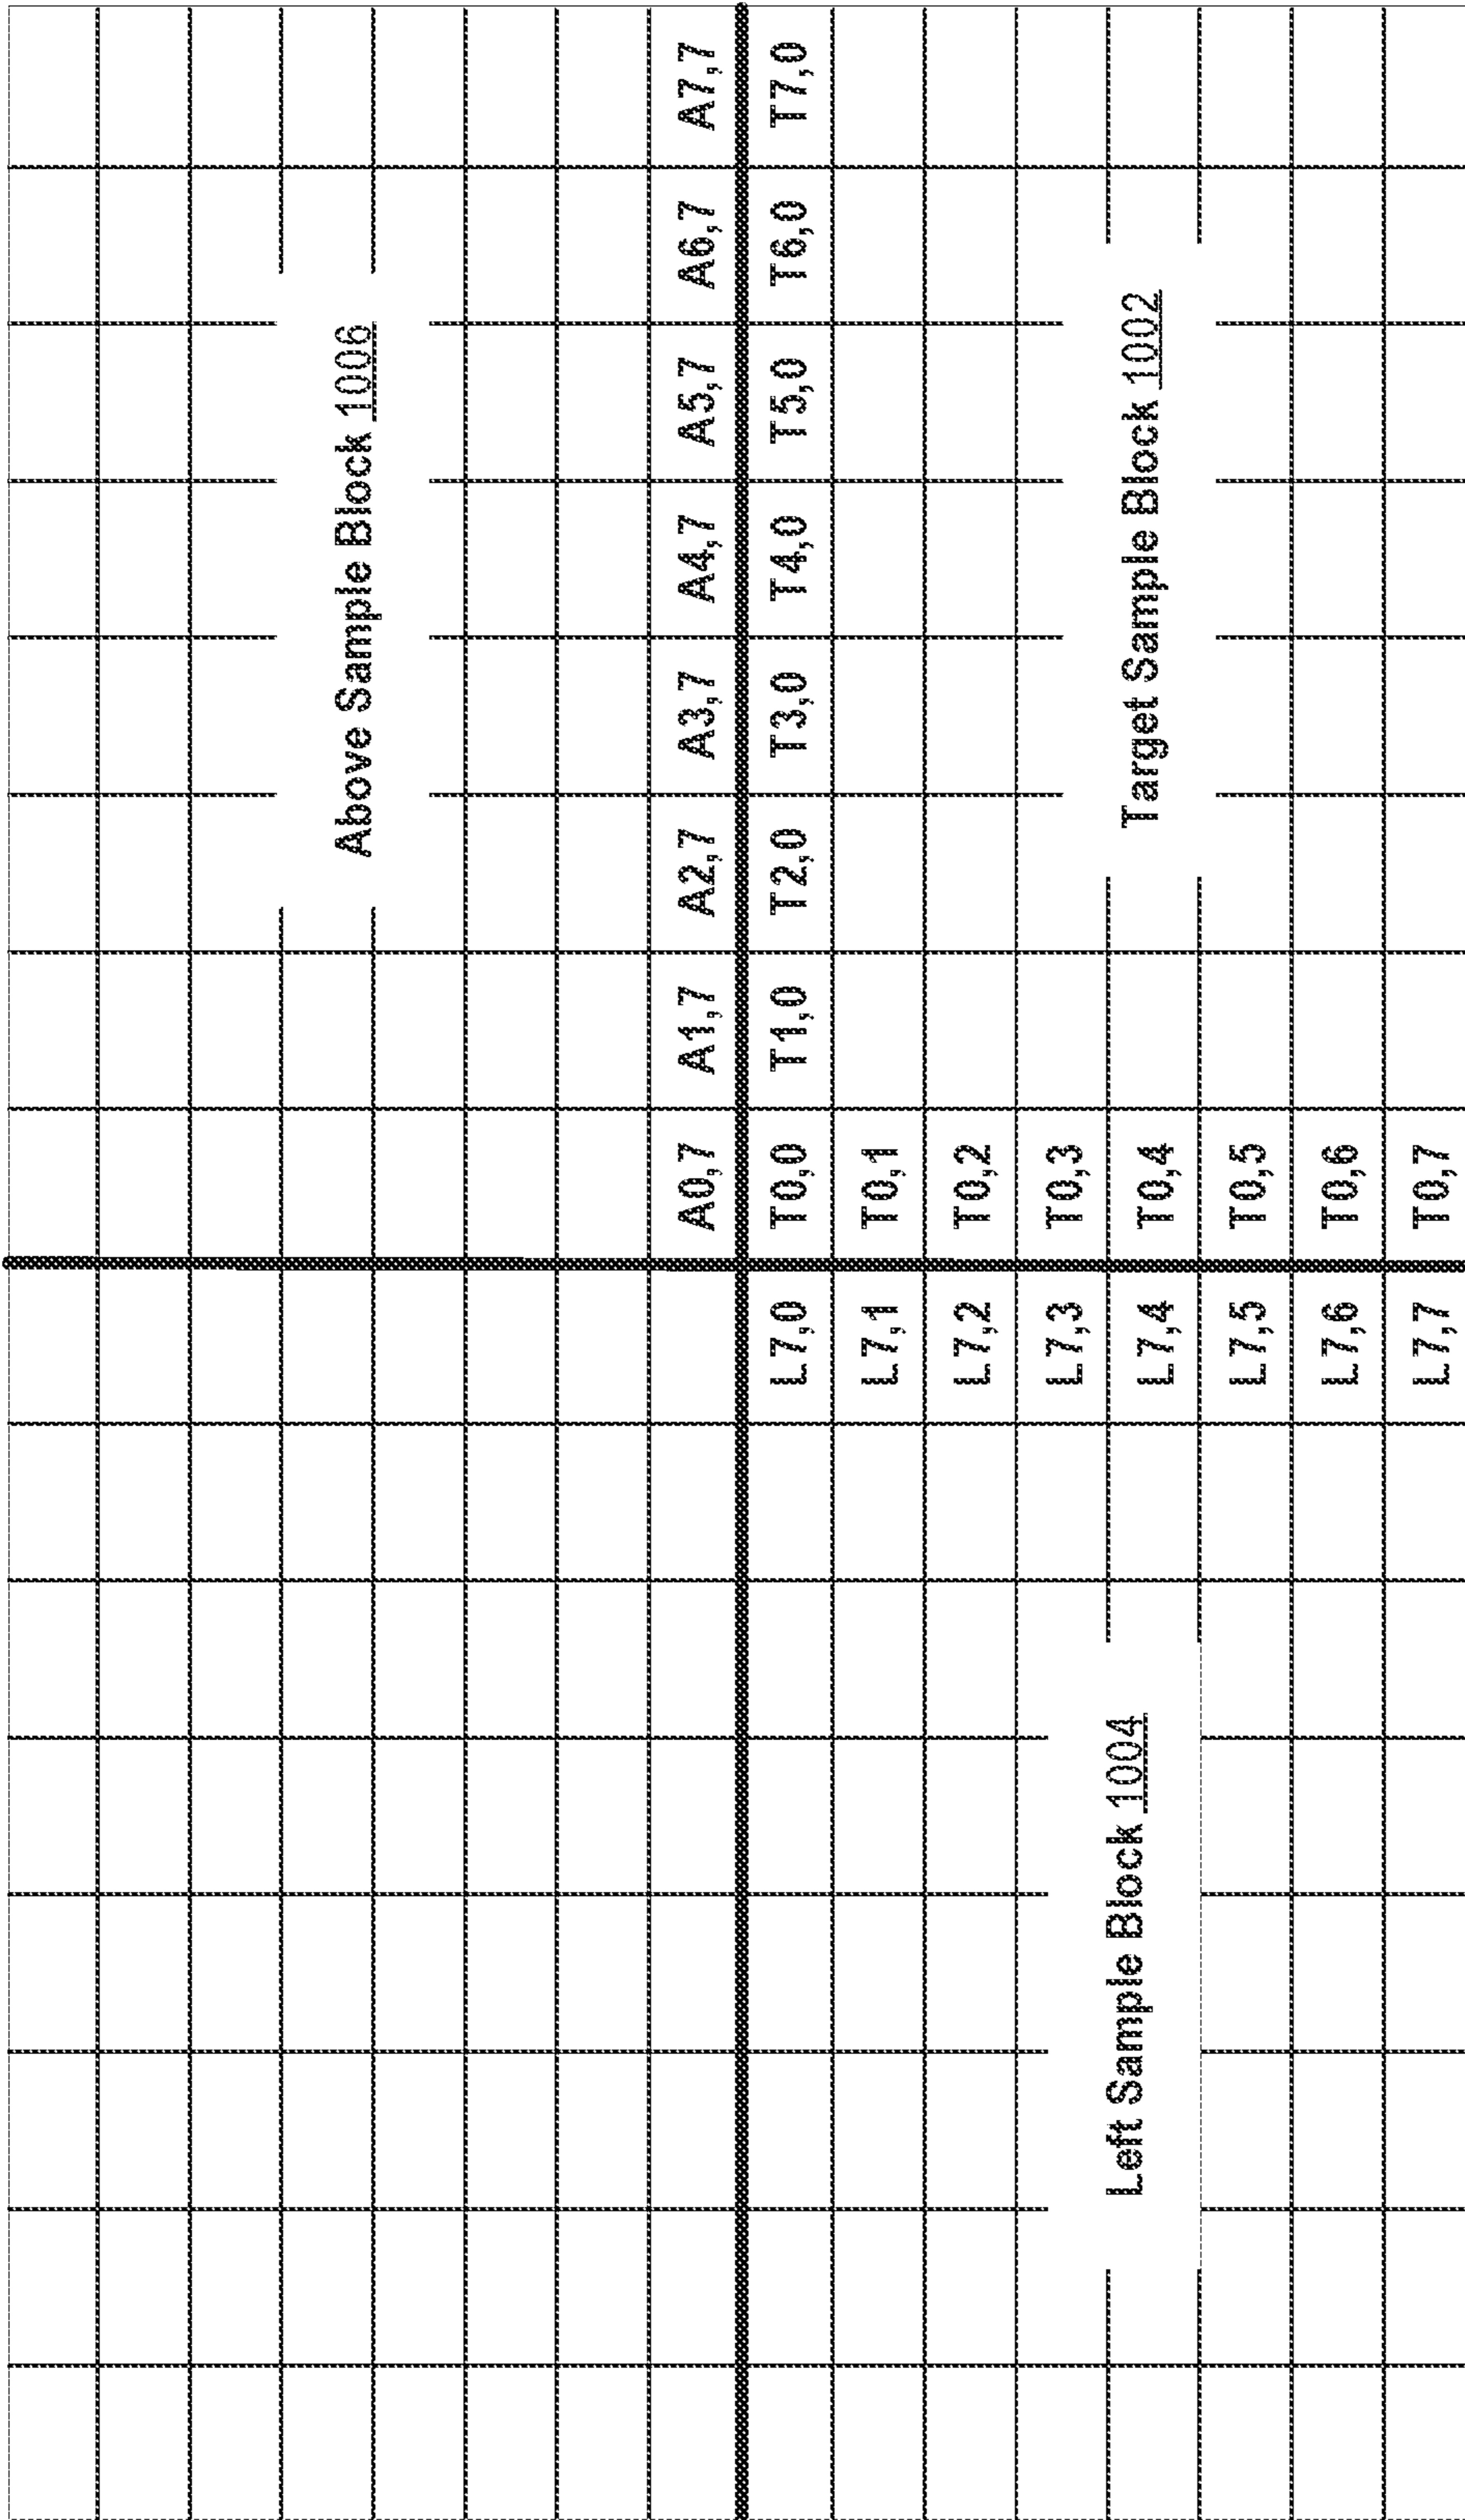 Above Sample Block 1006
A0,7 A1,7 A2,7 A3,7 A4,7 A5,7 A6,7 A7,7
L7,0 T0,0 T1,0 T2,0 T3,0 T4,0 T5,0 T6,0 T7,0
L7,1 T0,1
L7,2 T0,2
L7,3 T0,3
Left Sample Block 1004 L7,4 T0,4 Target Sample Block 1002
L7,5 T0,5
L7,6 T0,6
L7,7 T0,7